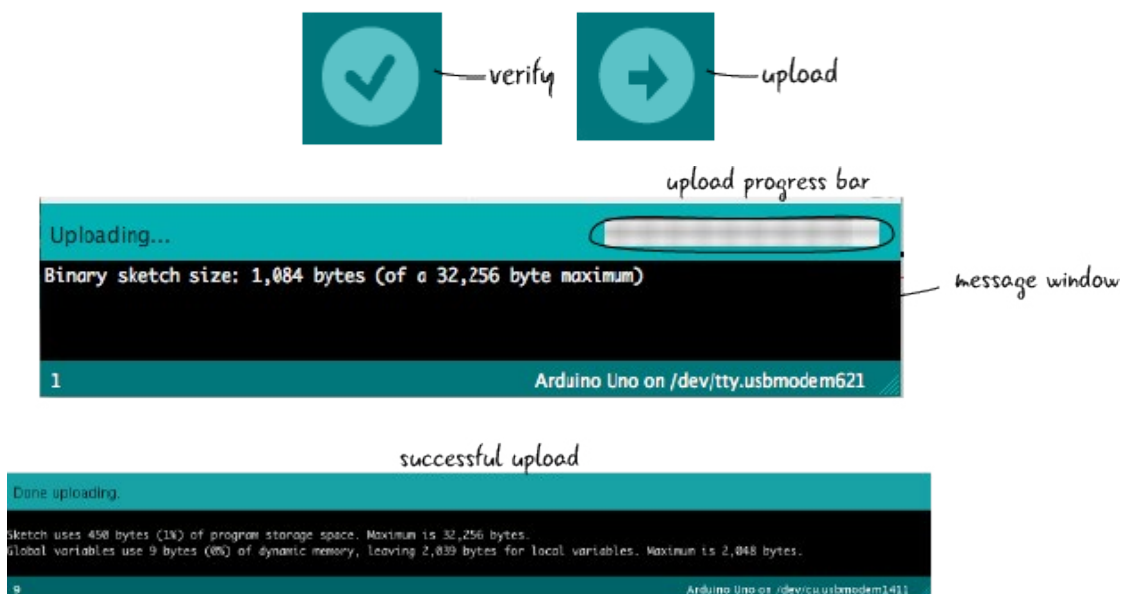 verify
upload
upload progress bar
Uploading...
Binary sketch size: 1,084 bytes (of a 32,256 byte maximum)
message window
1 Arduino Uno on /dev/tty.usbmodem621
successful upload
Done uploading.
Sketch uses 450 bytes (1%) of program storage space. Maximum is 32,256 bytes.
Global variables use 9 bytes (0%) of dynamic memory, leaving 2,039 bytes for local variables. Maximum is 2,048 bytes.
9 Arduino Uno on /dev/cu.usbmodem1411